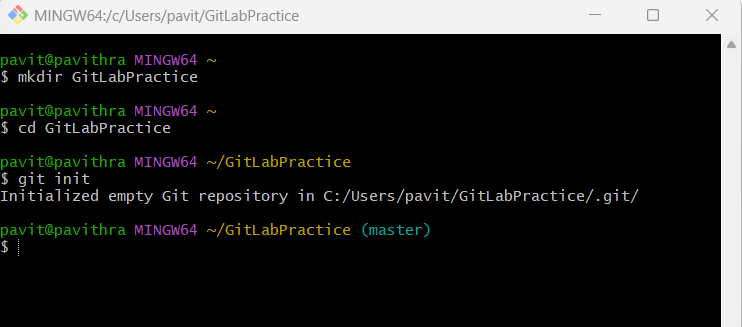 MINGW64:/c/Users/pavit/GitLabPractice
pavit@pavithra MINGW64 ~
$ mkdir GitLabPractice
pavit@pavithra MINGW64 ~
$ cd GitLabPractice
pavit@pavithra MINGW64 ~/GitLabPractice
$ git init
Initialized empty Git repository in C:/Users/pavit/GitLabPractice/.git/
pavit@pavithra MINGW64 ~/GitLabPractice (master)
$